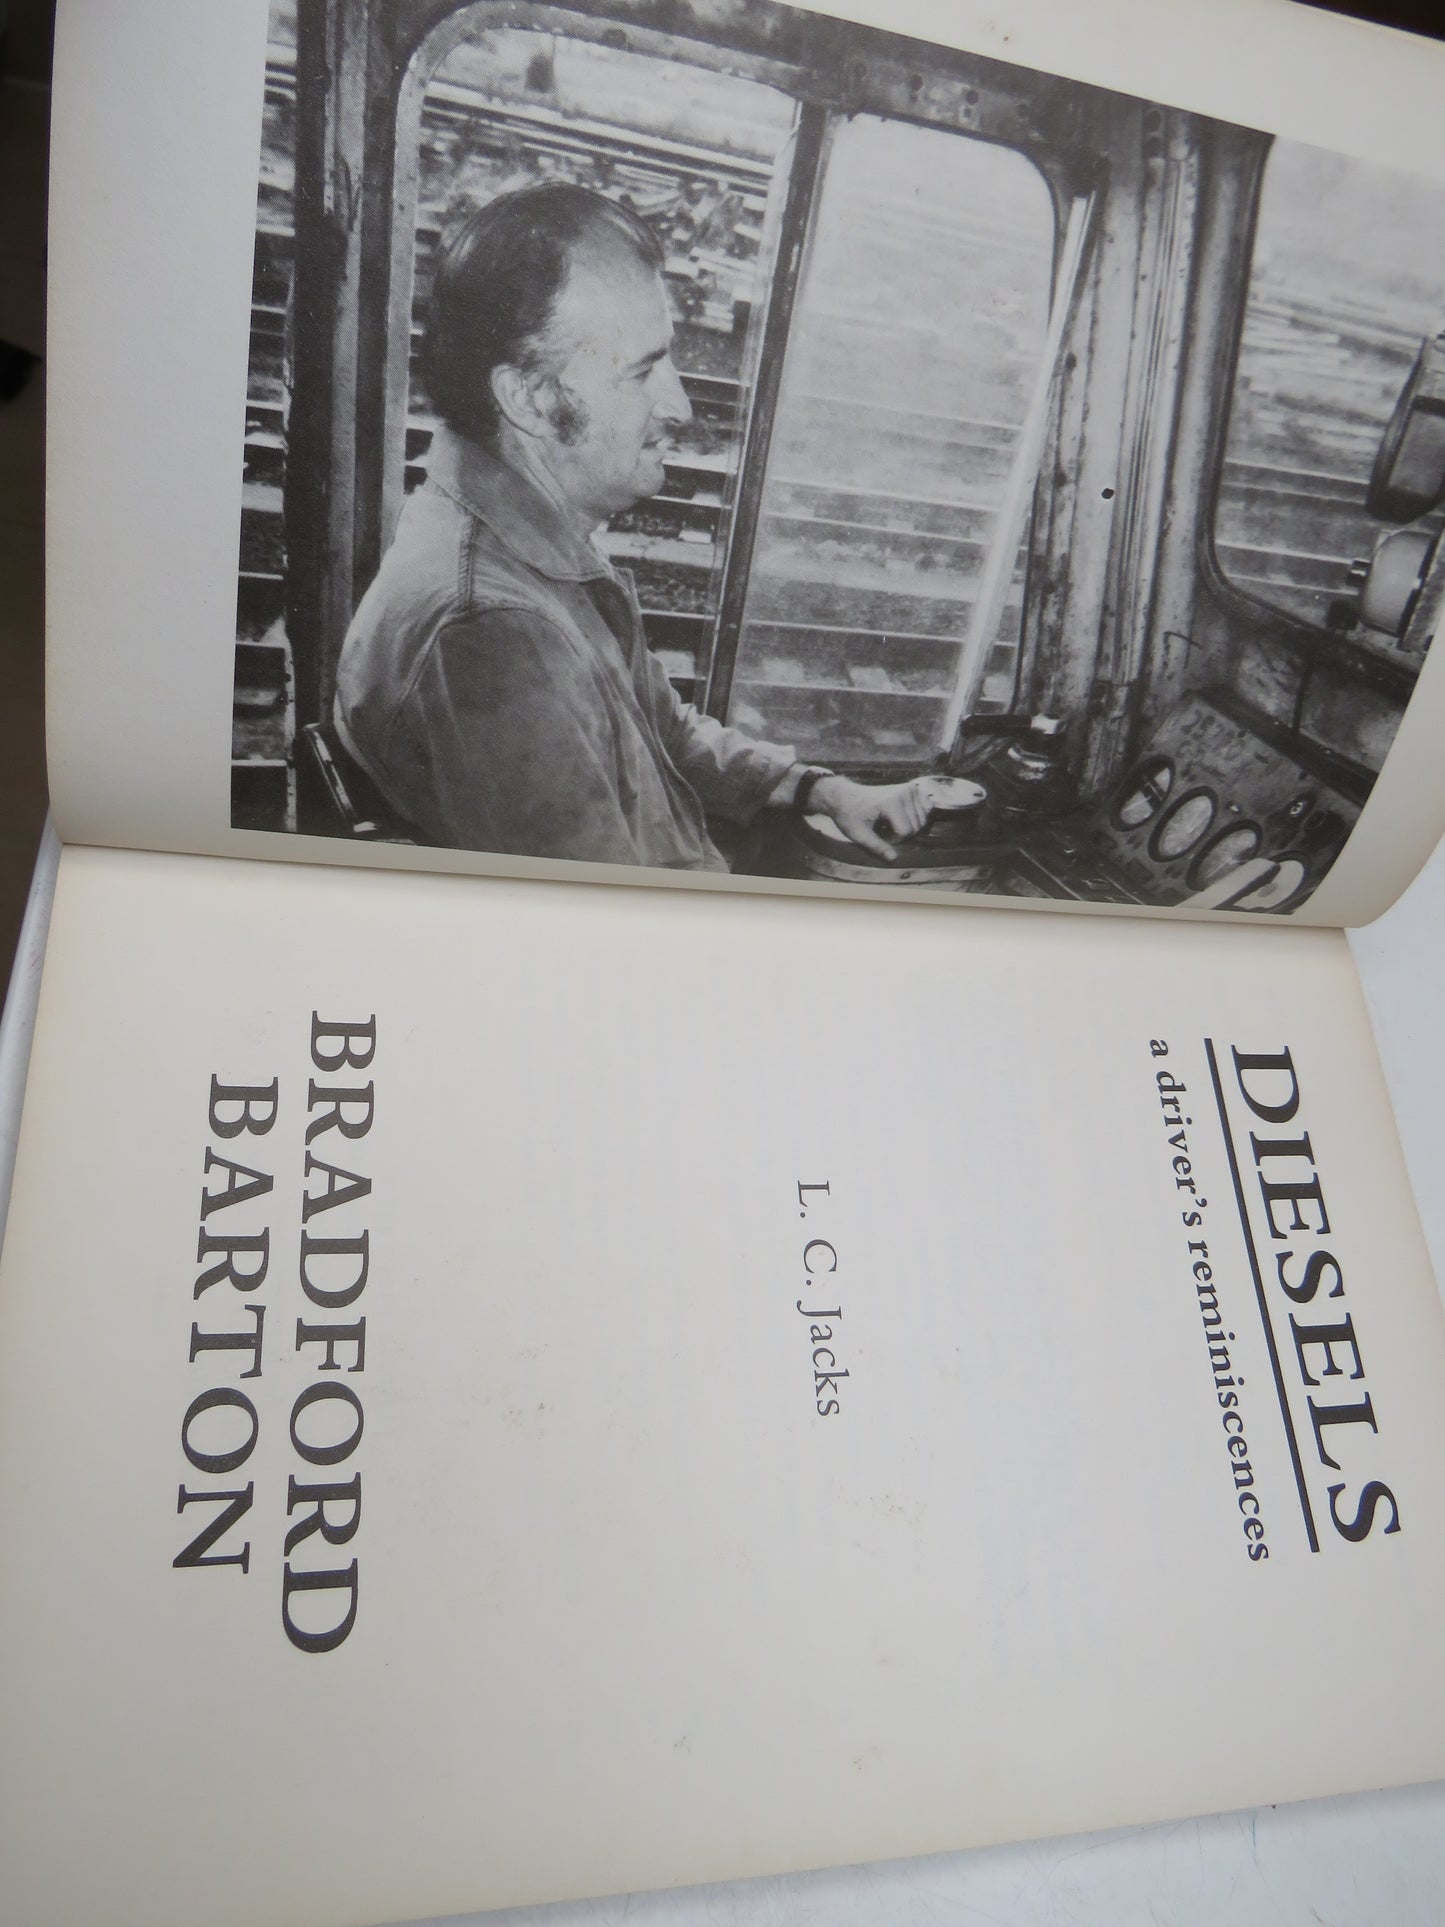 DIESELS
a driver's reminiscences
L. C. Jacks
BRADFORD
BARTON